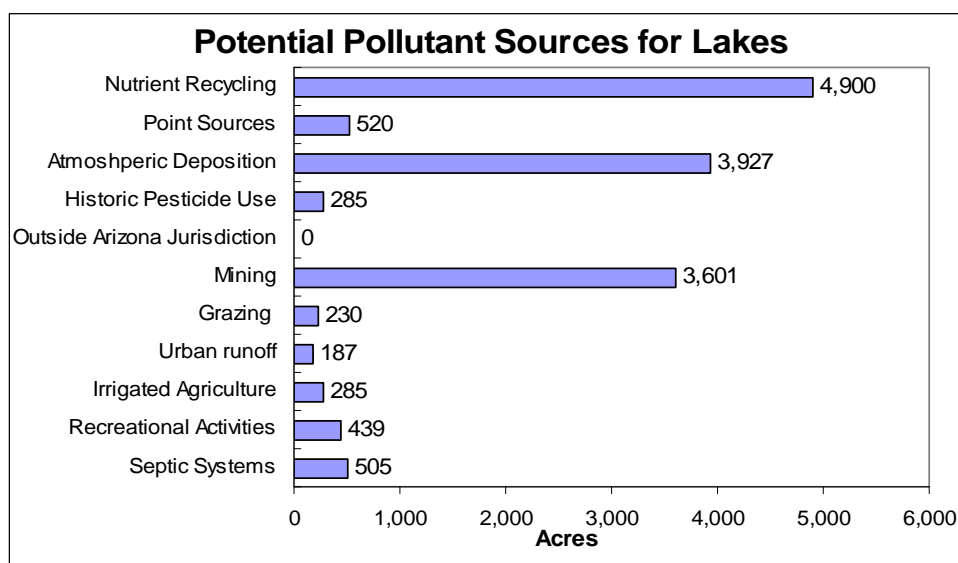 Potential Pollutant Sources for Lakes
Nutrient Recycling 4,900
Point Sources 520
Atmoshperic Deposition 3,927
Historic Pesticide Use 285
Outside Arizona Jurisdiction 0
Mining 3,601
Grazing 230
Urban runoff 187
Irrigated Agriculture 285
Recreational Activities 439
Septic Systems 505
0 1,000 2,000 3,000 4,000 5,000 6,000
Acres